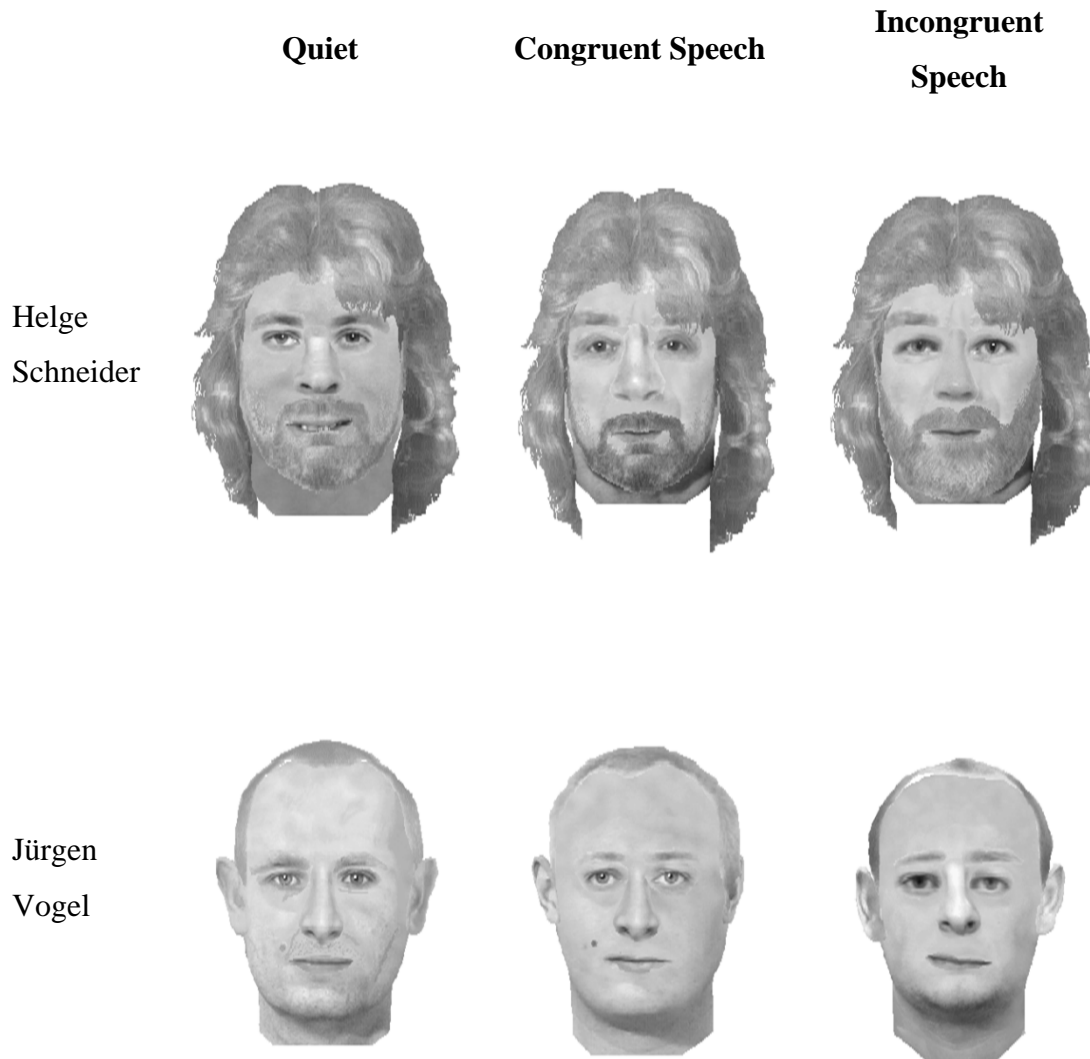 Quiet
Congruent Speech
Incongruent
Speech
Helge
Schneider
Jürgen
Vogel